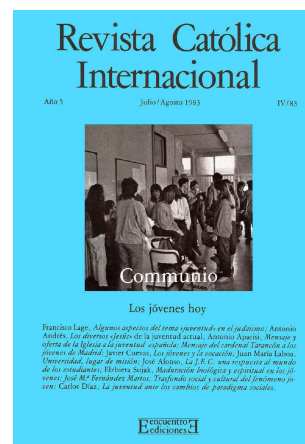 Revista Católica
Internacional
Año 5 Julio/Agosto 1983 IV/83
Communio
Los jóvenes hoy
Francisco Lage, Algunos aspectos del tema «juventud» en el judaísmo; Antonio
Andrés, Los diversos «Jesús» de la juventud actual; Antonio Aparisi, Mensaje y
oferta de la Iglesia a la juventud española; Mensaje del cardenal Tarancón a los
jóvenes de Madrid; Javier Cuevas, Los jóvenes y la vocación; Juan María Laboa,
Universidad, lugar de misión; José Alonso, La J.E.C. una respuesta al mundo
de los estudiantes; Elzbieta Sujak, Maduración biológica y espiritual en los jó-
venes; José M.ª Fernández Martos, Trasfondo social y cultural del fenómeno jo-
ven; Carlos Díaz, La juventud ante los cambios de paradigma sociales.
Encuentro
Ediciones